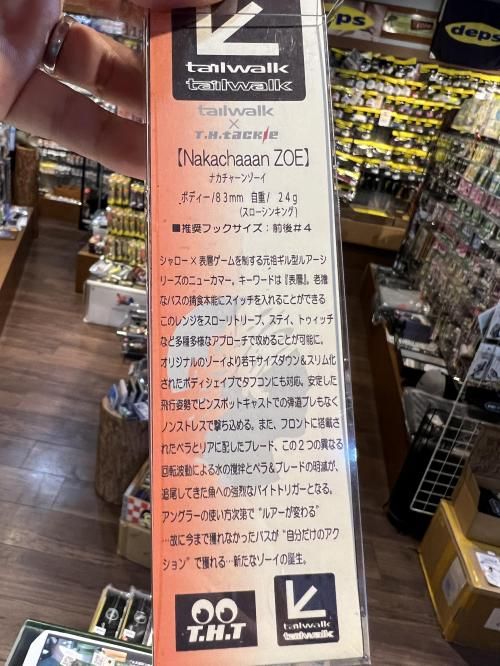 deps
deps
tailwalk
tailwalk
tailwalk
×
T.H.tackle
【Nakachaaan ZOE】
ナカチャーンゾーイ
ボディー/83mm 自重/24g
(スローシンキング)
■推奨フックサイズ:前後#4
シャロー×表層ゲームを制する元祖ギル型ルアーシ
リーズのニューカマー。キーワードは『表層』。老獪
なバスの捕食本能にスイッチを入れることができる
このレンジをスローリトリーブ、ステイ、トゥィッチ
など多種多様なアプローチで攻めることが可能に。
オリジナルのゾーイより若干サイズダウン&スリム化
されたボディシェイプでタフコンにも対応。安定した
飛行姿勢でピンスポットキャストでの弾道ブレもなく
ノンストレスで撃ち込める。また、フロントに搭載さ
れたペラとリアに配したブレード、この2つの異なる
回転波動による水の撹拌とペラ&ブレードの明滅が、
追尾してきた魚への強烈なバイトトリガーとなる。
アングラーの使い方次第で“ルアーが変わる”
…故に今まで獲れなかったバスが“自分だけのアク
ション”で獲れる…新たなゾーイの誕生。
T.H.T
tailwalk
tailwalk